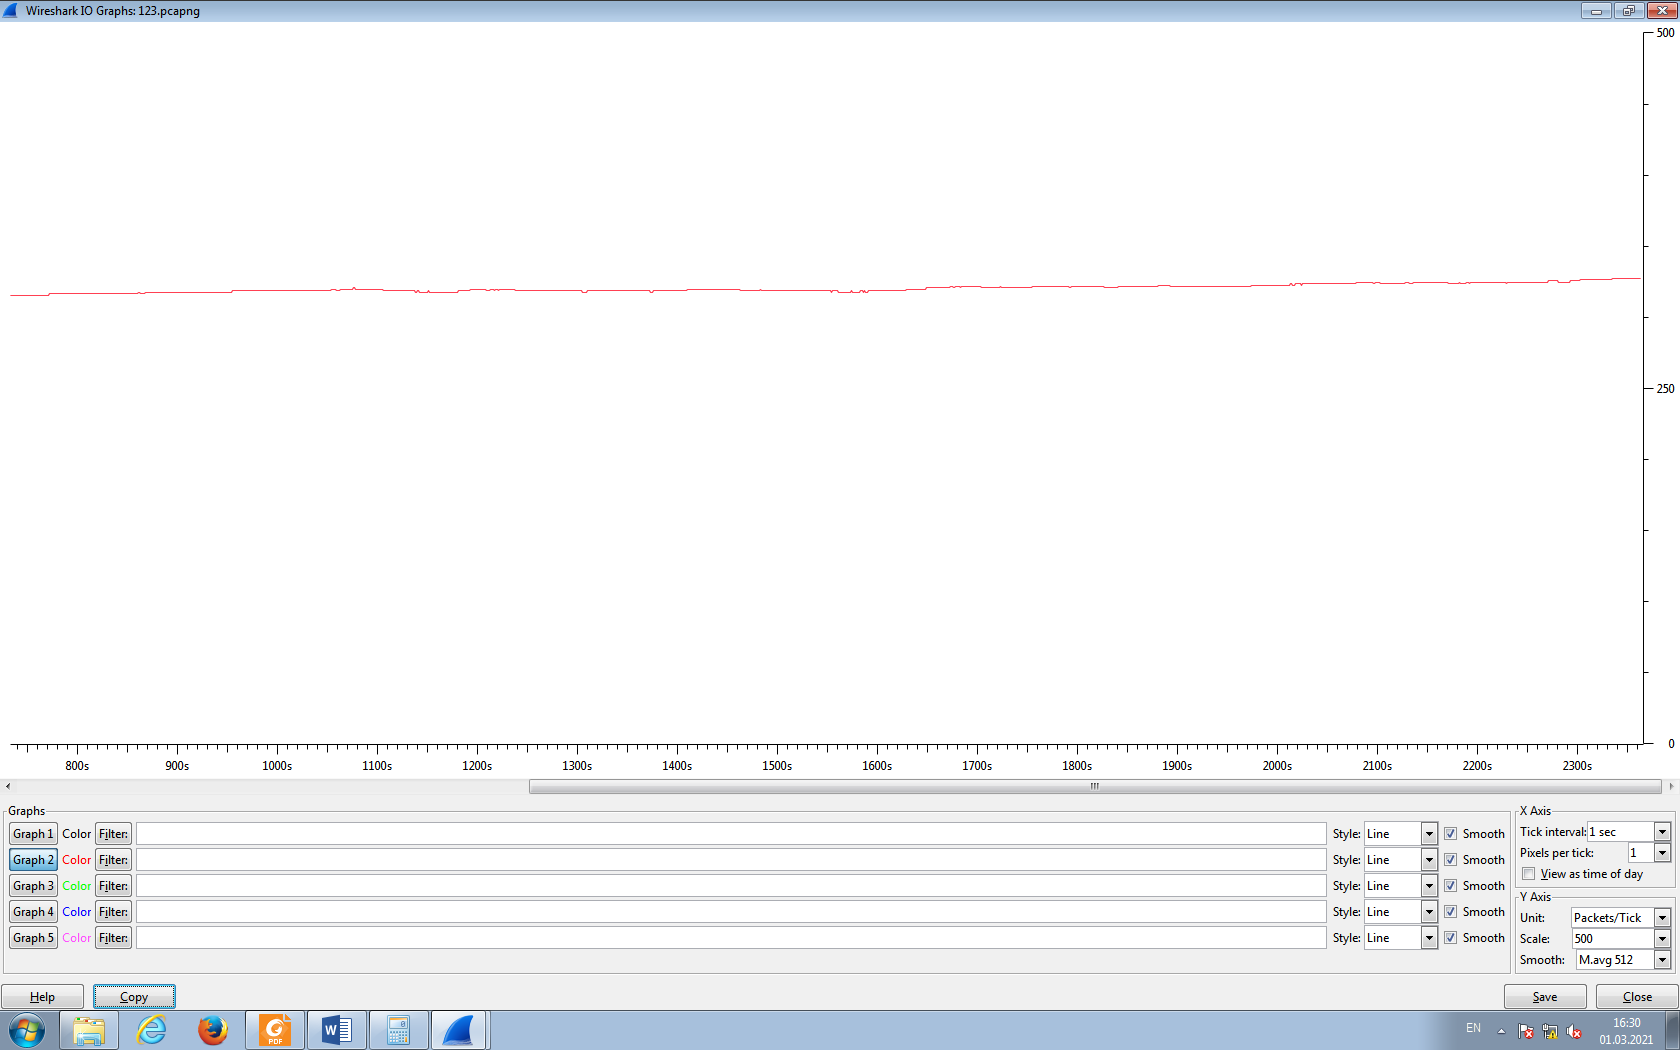 Wireshark IO Graphs: 123.pcapng
500
250
0
800s 900s 1000s 1100s 1200s 1300s 1400s 1500s 1600s 1700s 1800s 1900s 2000s 2100s 2200s 2300s
Graphs
Graph 1 Color Filter: Style: Line Smooth
Graph 2 Color Filter: Style: Line Smooth
Graph 3 Color Filter: Style: Line Smooth
Graph 4 Color Filter: Style: Line Smooth
Graph 5 Color Filter: Style: Line Smooth
X Axis
Tick interval: 1 sec
Pixels per tick: 1
View as time of day
Y Axis
Unit: Packets/Tick
Scale: 500
Smooth: M.avg 512
Help Copy Save Close
PDF
W
EN
16:30
01.03.2021